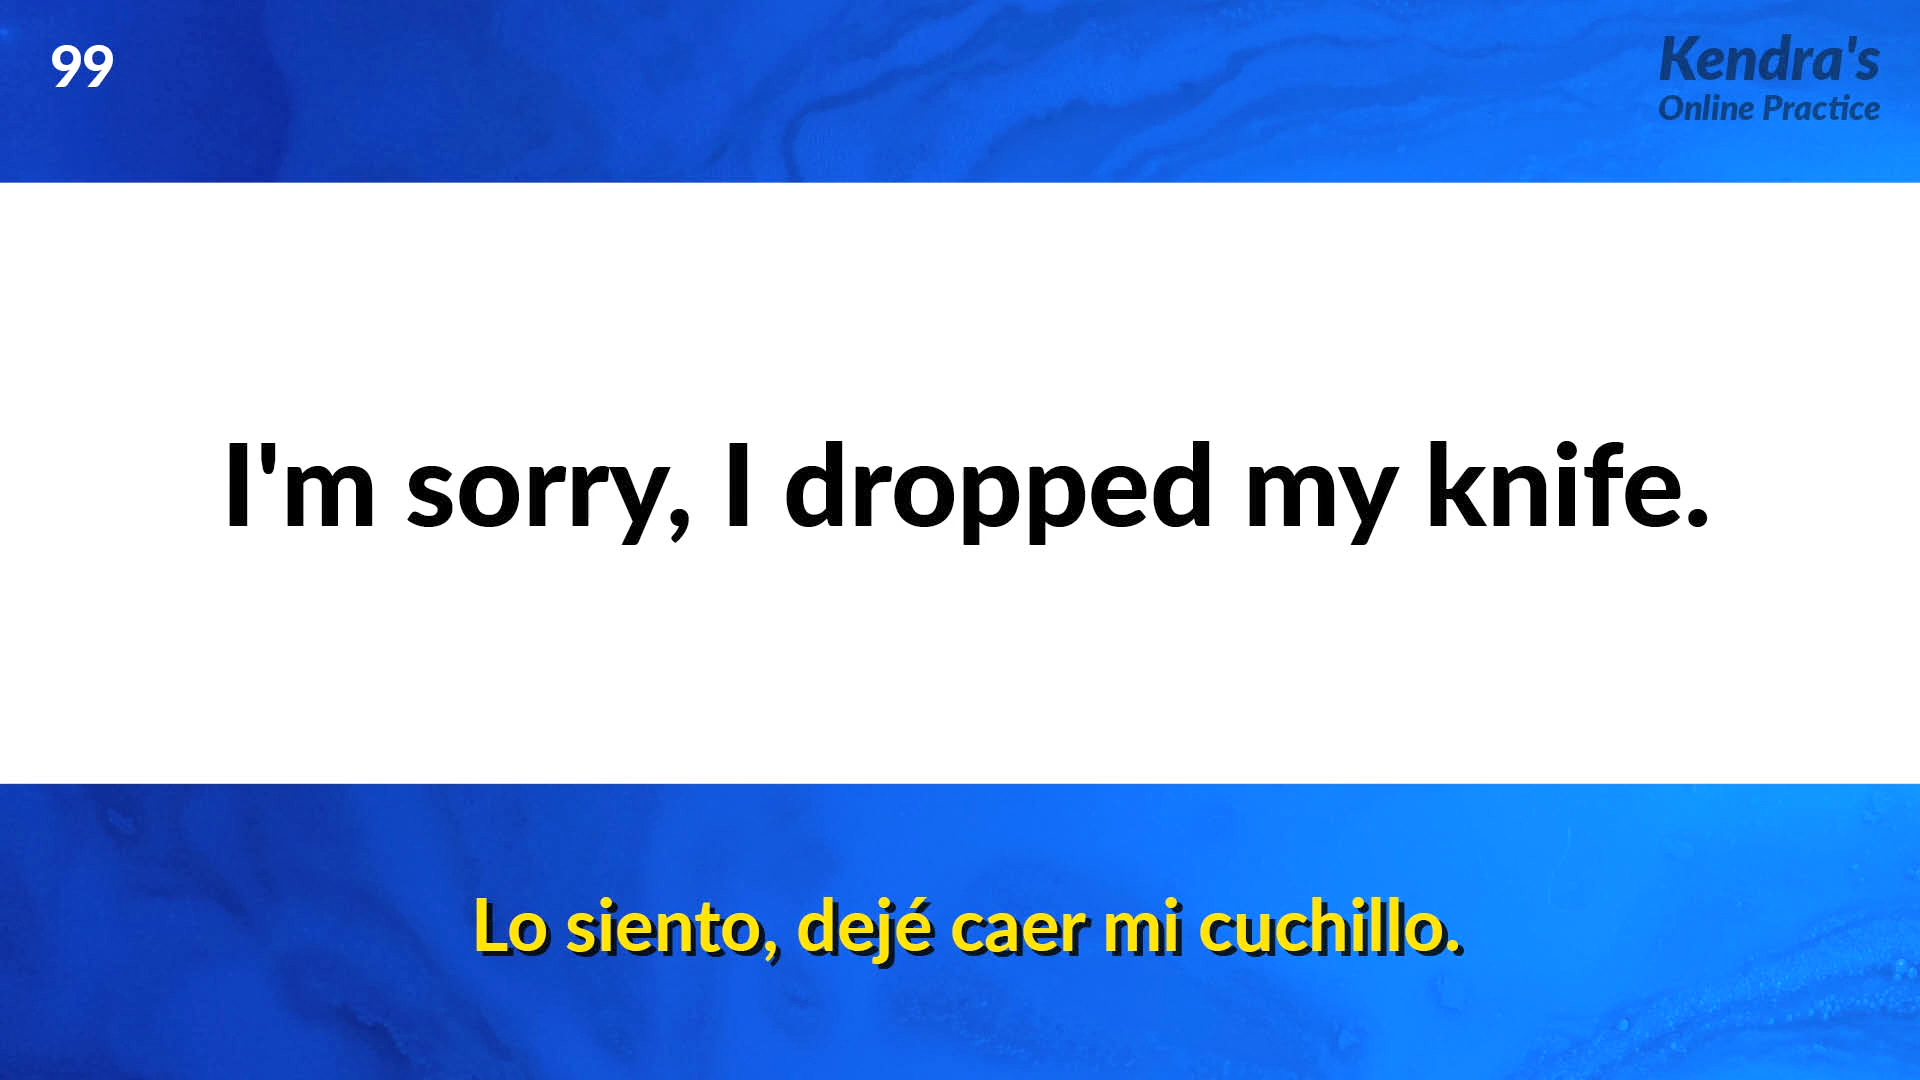 99
Kendra's
Online Practice
I'm sorry, I dropped my knife.
Lo siento, dejé caer mi cuchillo.